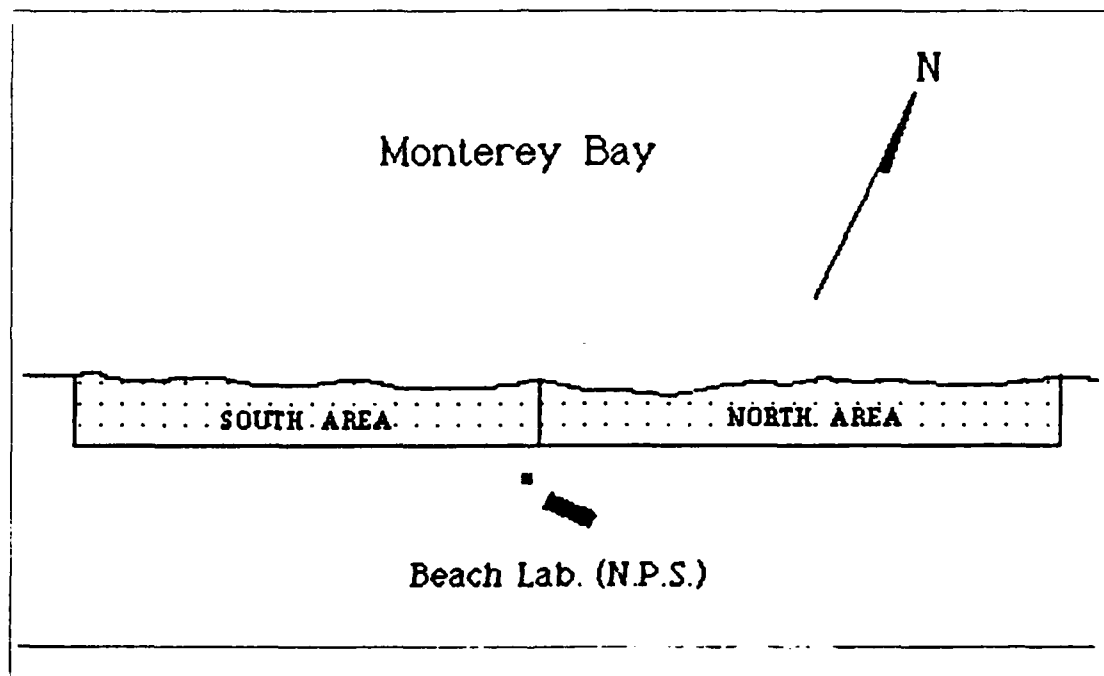 N
Monterey Bay
SOUTH AREA
NORTH AREA
Beach Lab. (N.P.S.)